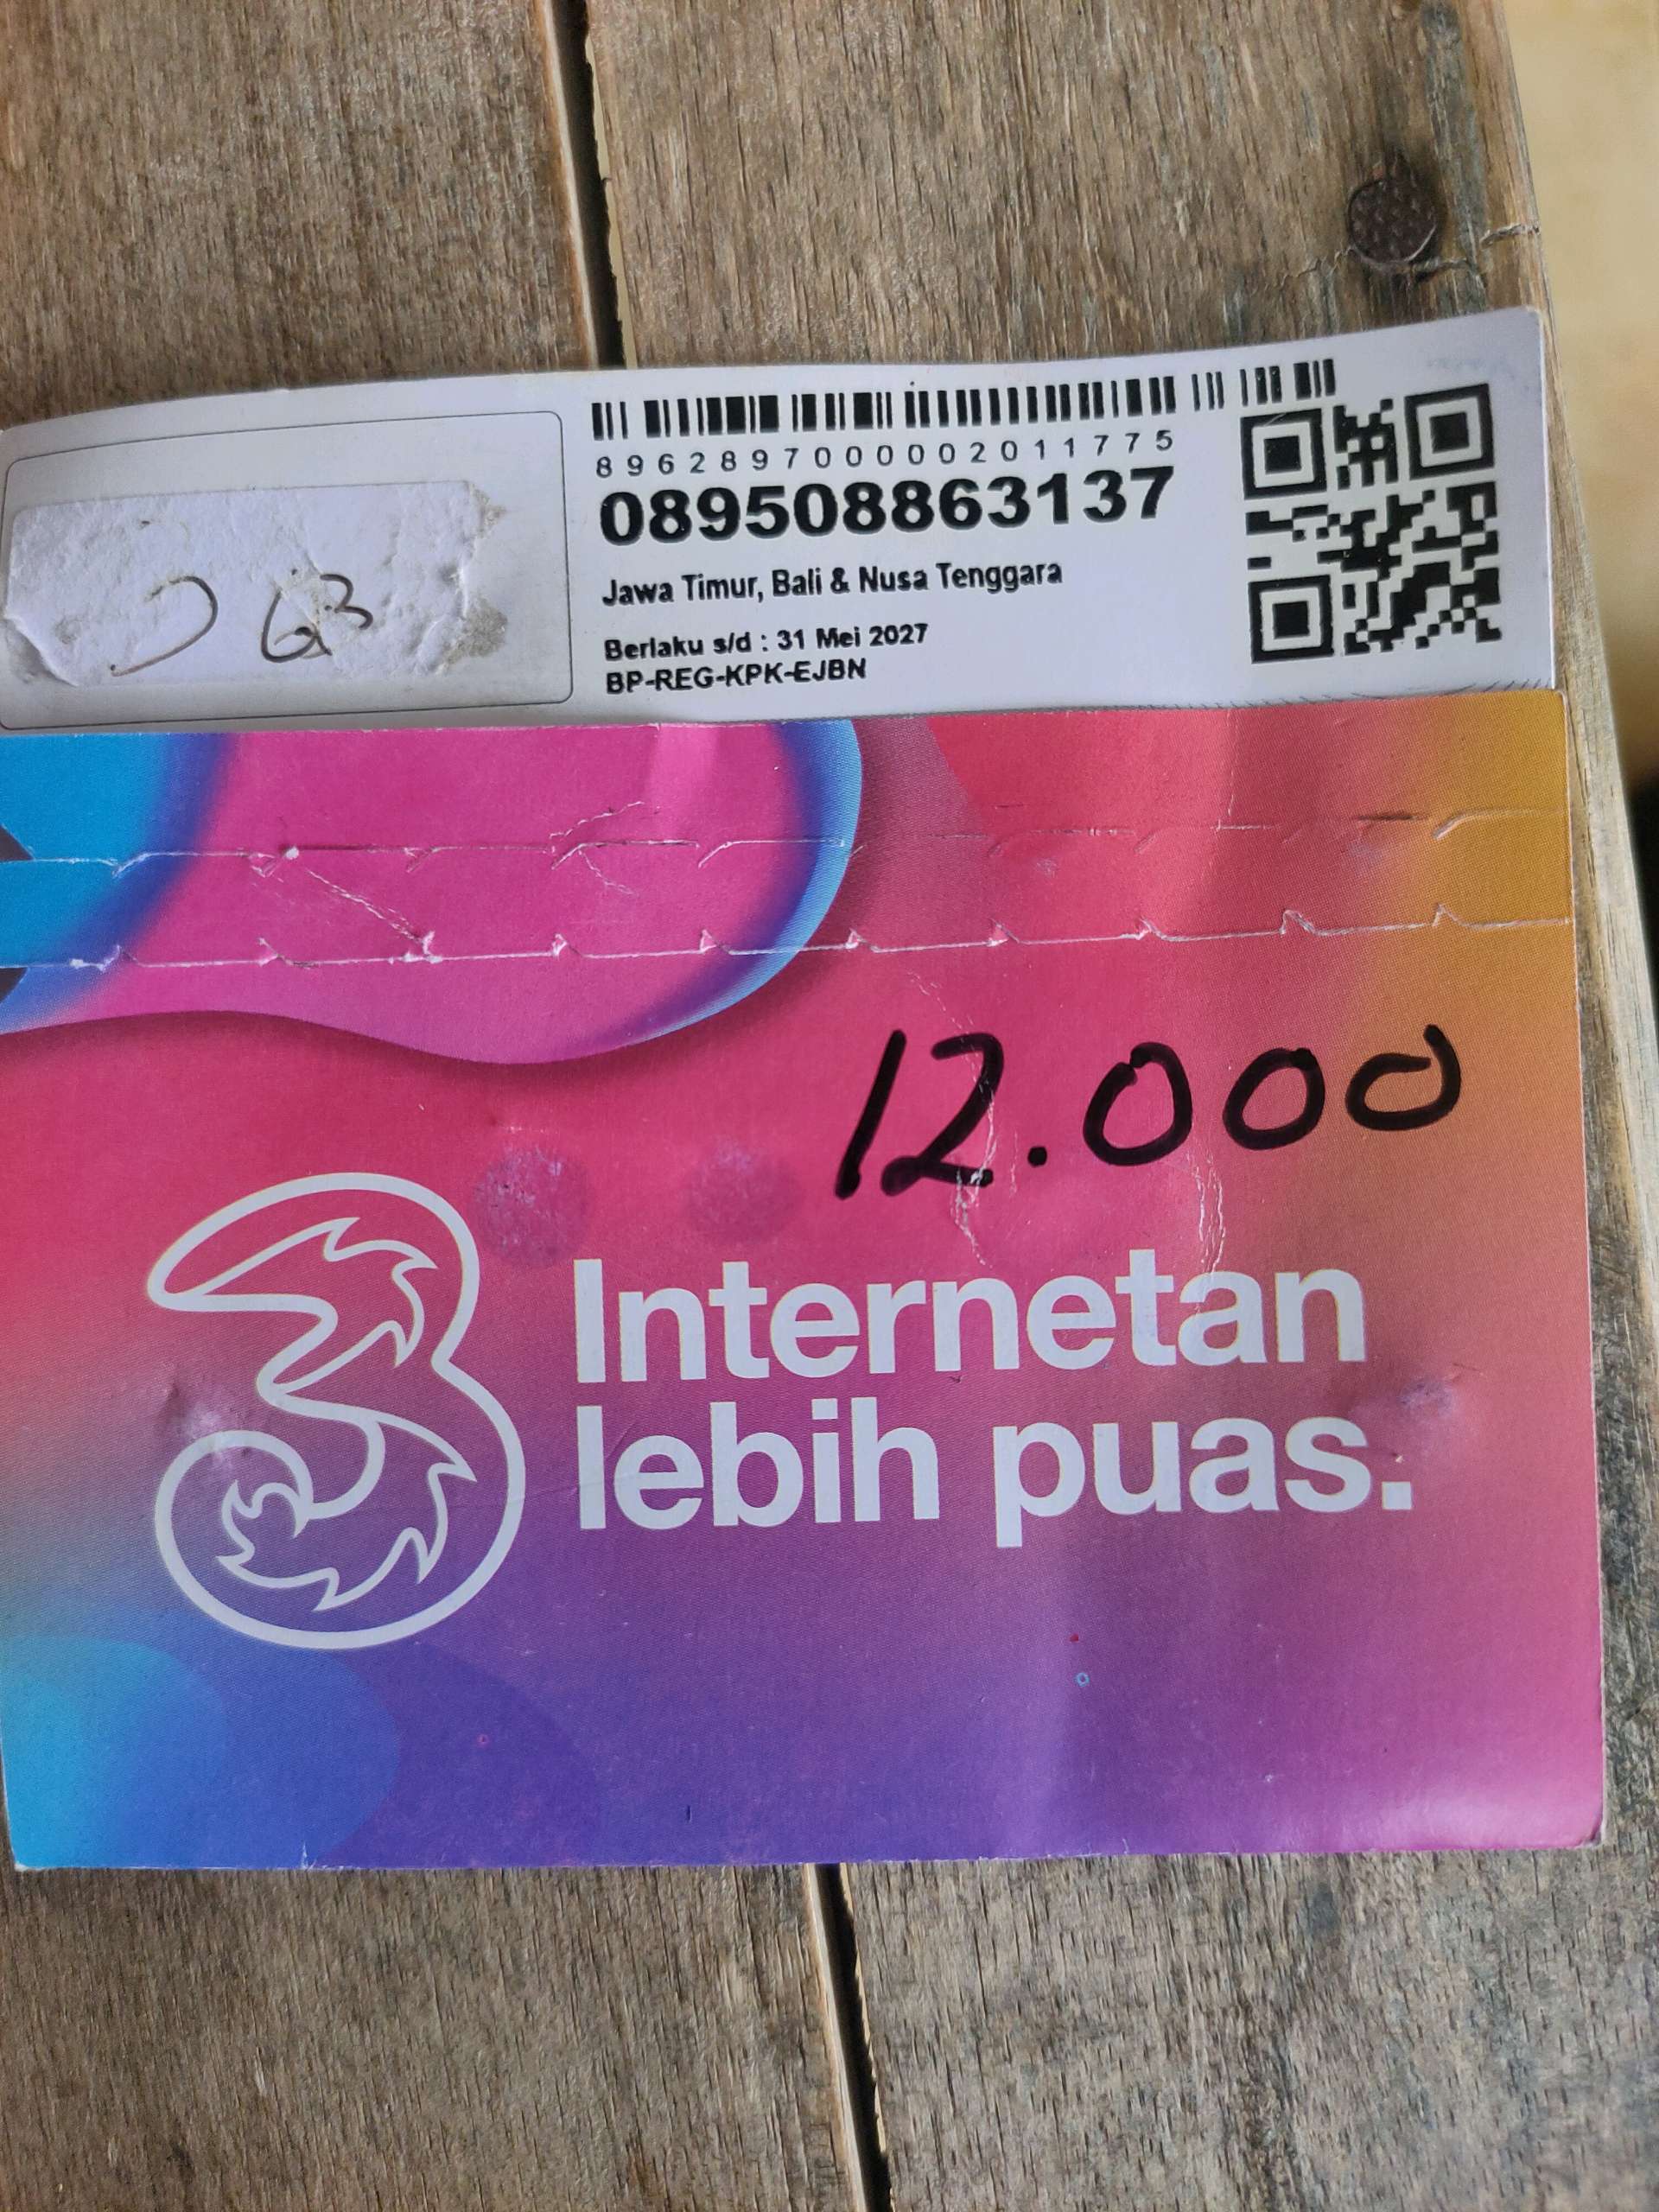 8962897000002011775
089508863137
Jawa Timur, Bali & Nusa Tenggara
Berlaku s/d : 31 Mei 2027
BP-REG-KPK-EJBN
GB
12.000
3
Internetan
lebih puas.